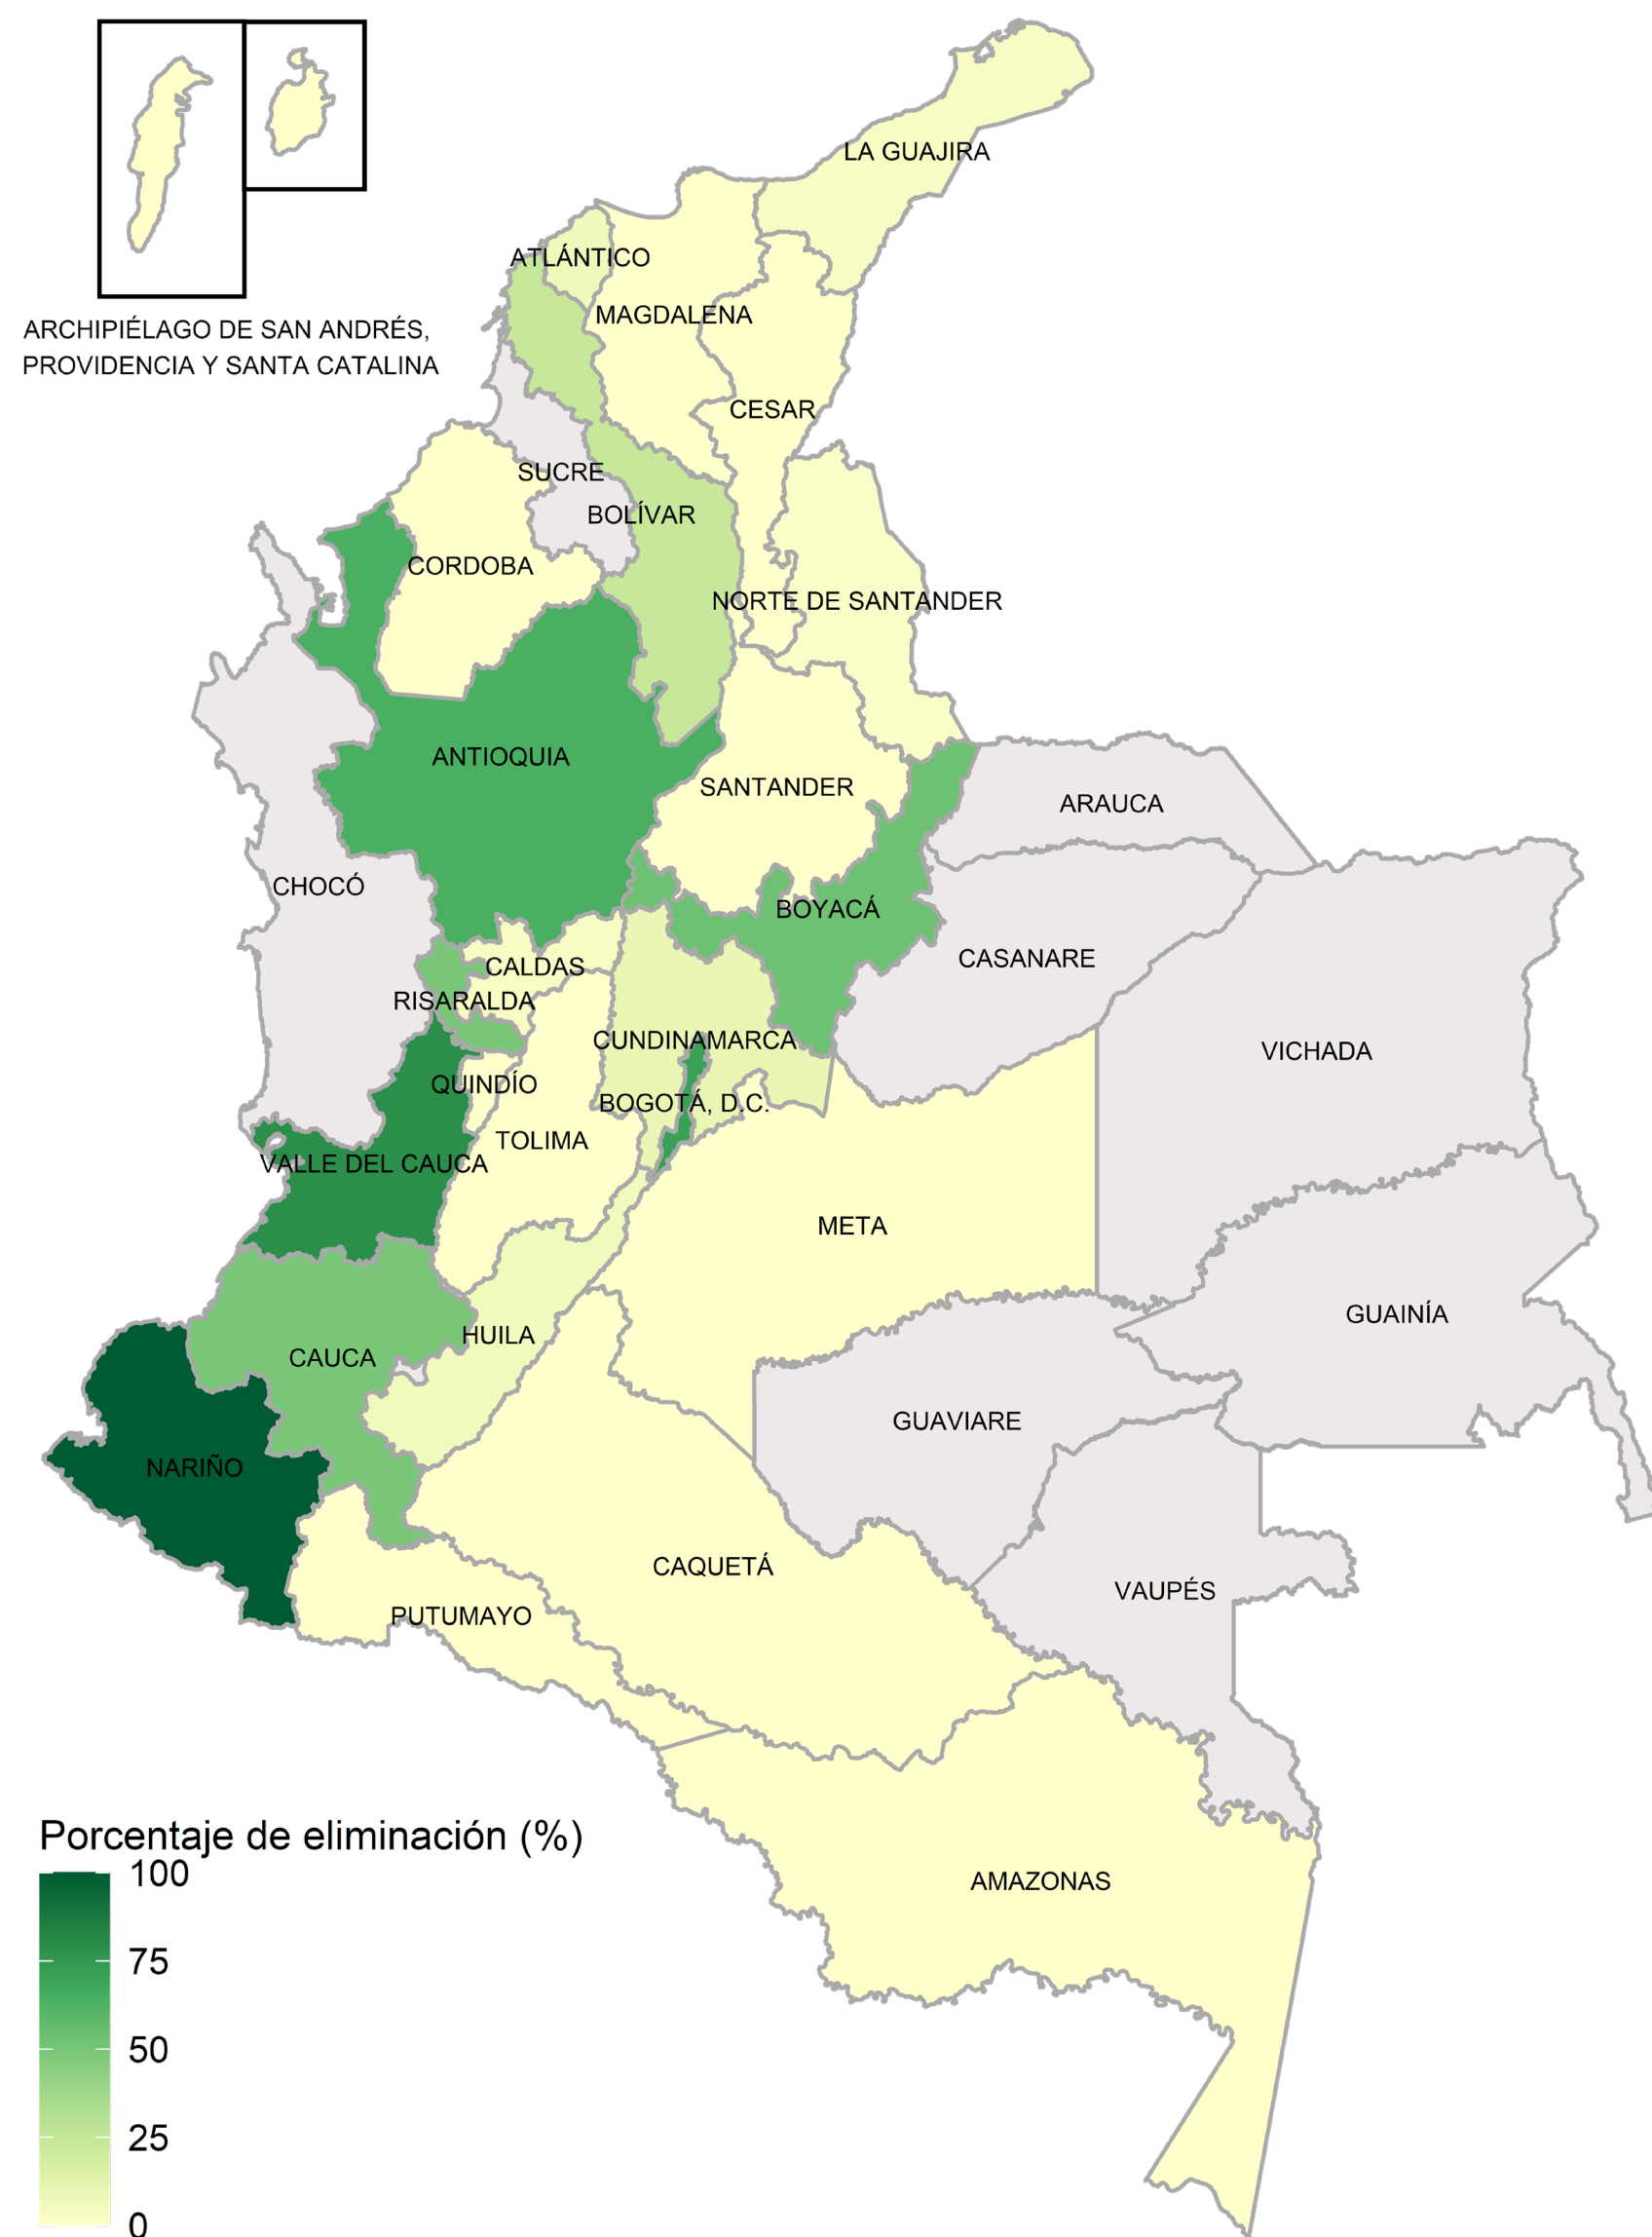 LA GUAJIRA
ATLÁNTICO
MAGDALENA
ARCHIPIÉLAGO DE SAN ANDRÉS,
PROVIDENCIA Y SANTA CATALINA
CESAR
SUCRE
BOLÍVAR
CORDOBA
NORTE DE SANTANDER
ANTIOQUIA
SANTANDER
ARAUCA
CHOCÓ
BOYACÁ
CASANARE
CALDAS
RISARALDA
CUNDINAMARCA
VICHADA
QUINDÍO
BOGOTÁ, D.C.
TOLIMA
VALLE DEL CAUCA
META
GUAINÍA
HUILA
CAUCA
GUAVIARE
NARIÑO
CAQUETÁ
VAUPÉS
PUTUMAYO
AMAZONAS
Porcentaje de eliminación (%)
100
75
50
25
0